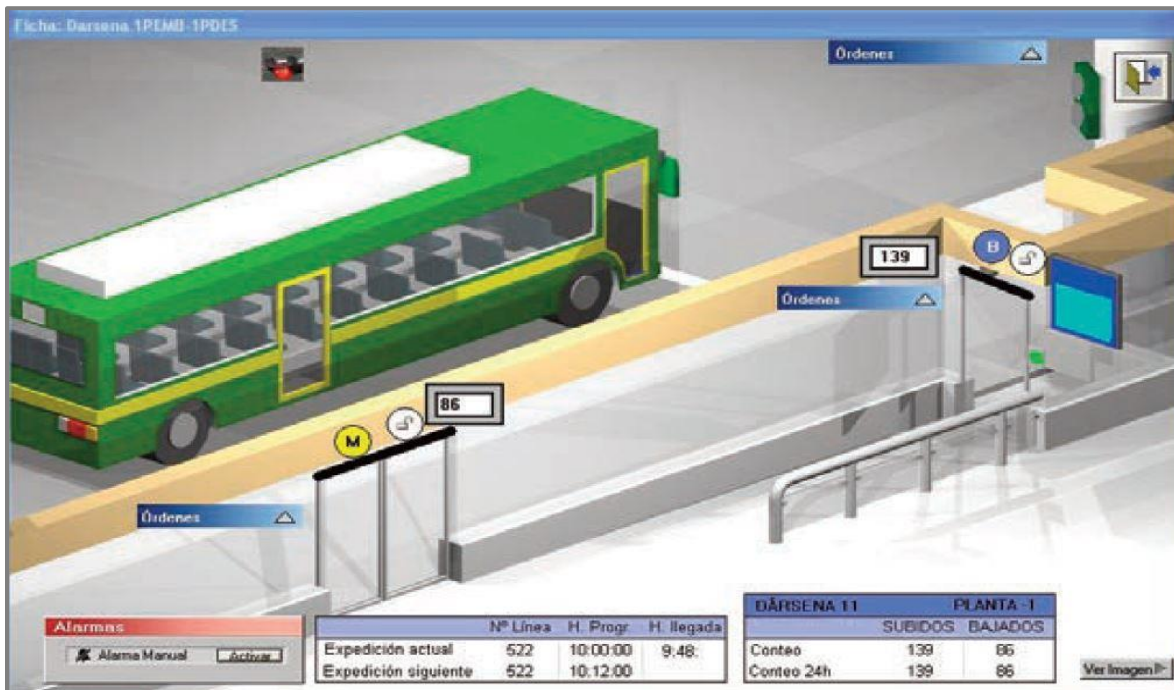 Ficha: Darsena 1PEMB-1PDES
Órdenes
139
B
Órdenes
86
M
Órdenes
Alarmas
Alarma Manual Activar
Nº Línea H. Progr. H. llegada
Expedición actual 522 10:00:00 9:48:
Expedición siguiente 522 10:12:00
DÁRSENA 11 PLANTA -1
SUBIDOS BAJADOS
Conteo 139 86
Conteo 24h 139 86
Ver Imagen